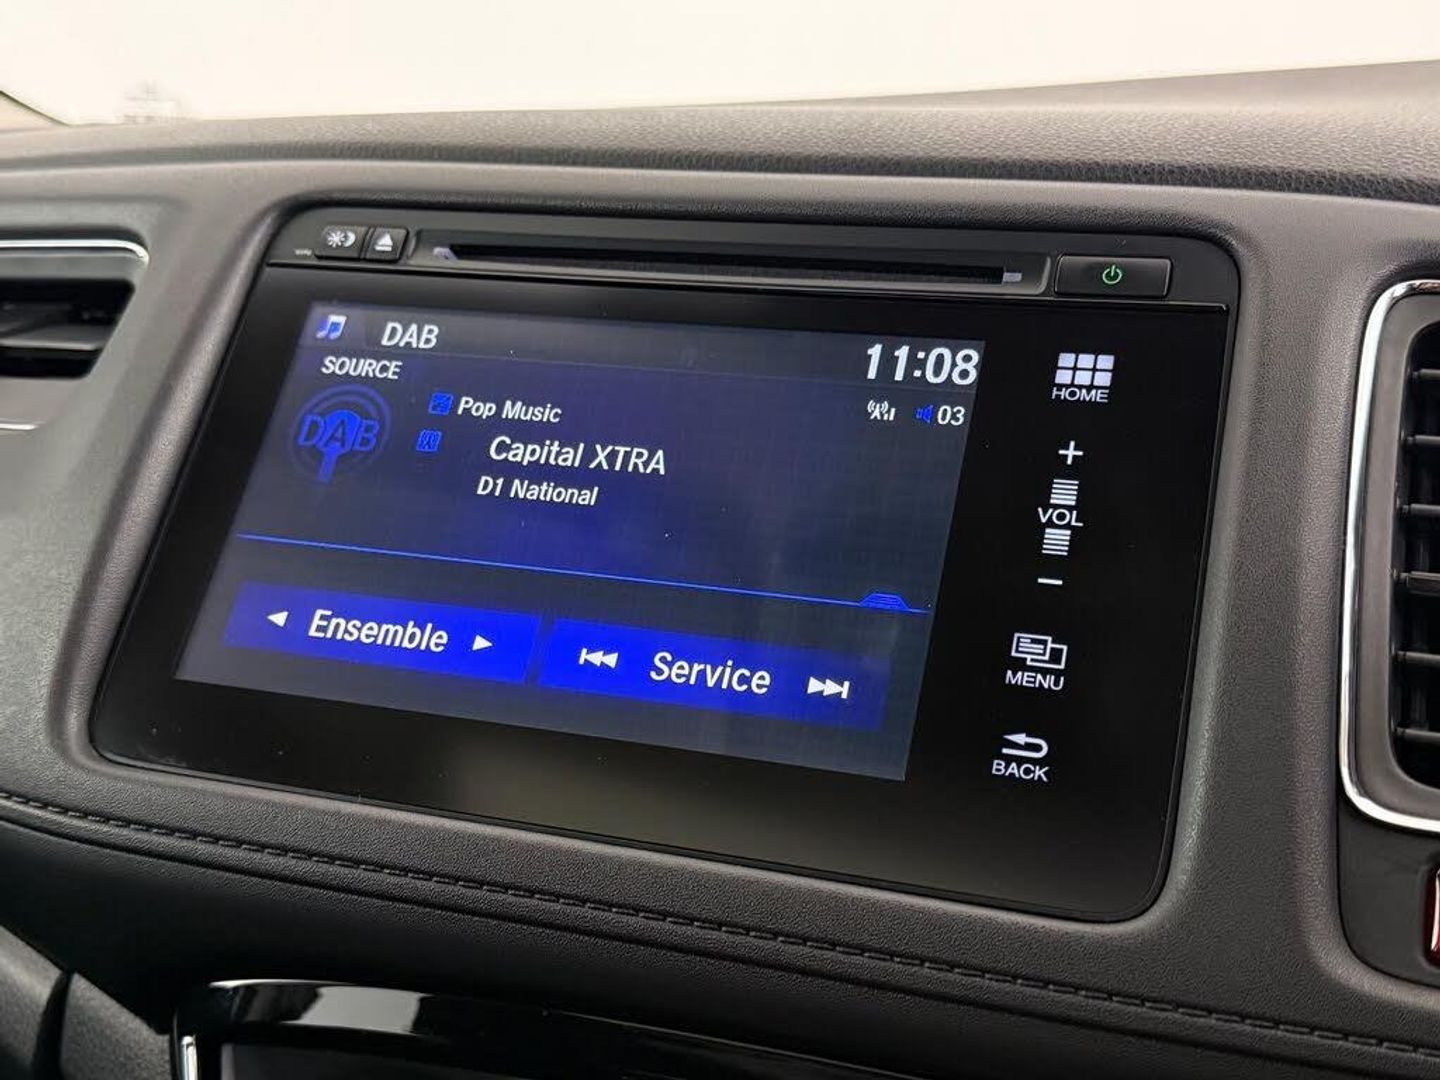 DAB
11:08
SOURCE
HOME
DAB
Pop Music
03
Capital XTRA
D1 National
+
VOL
−
Ensemble
Service
MENU
BACK